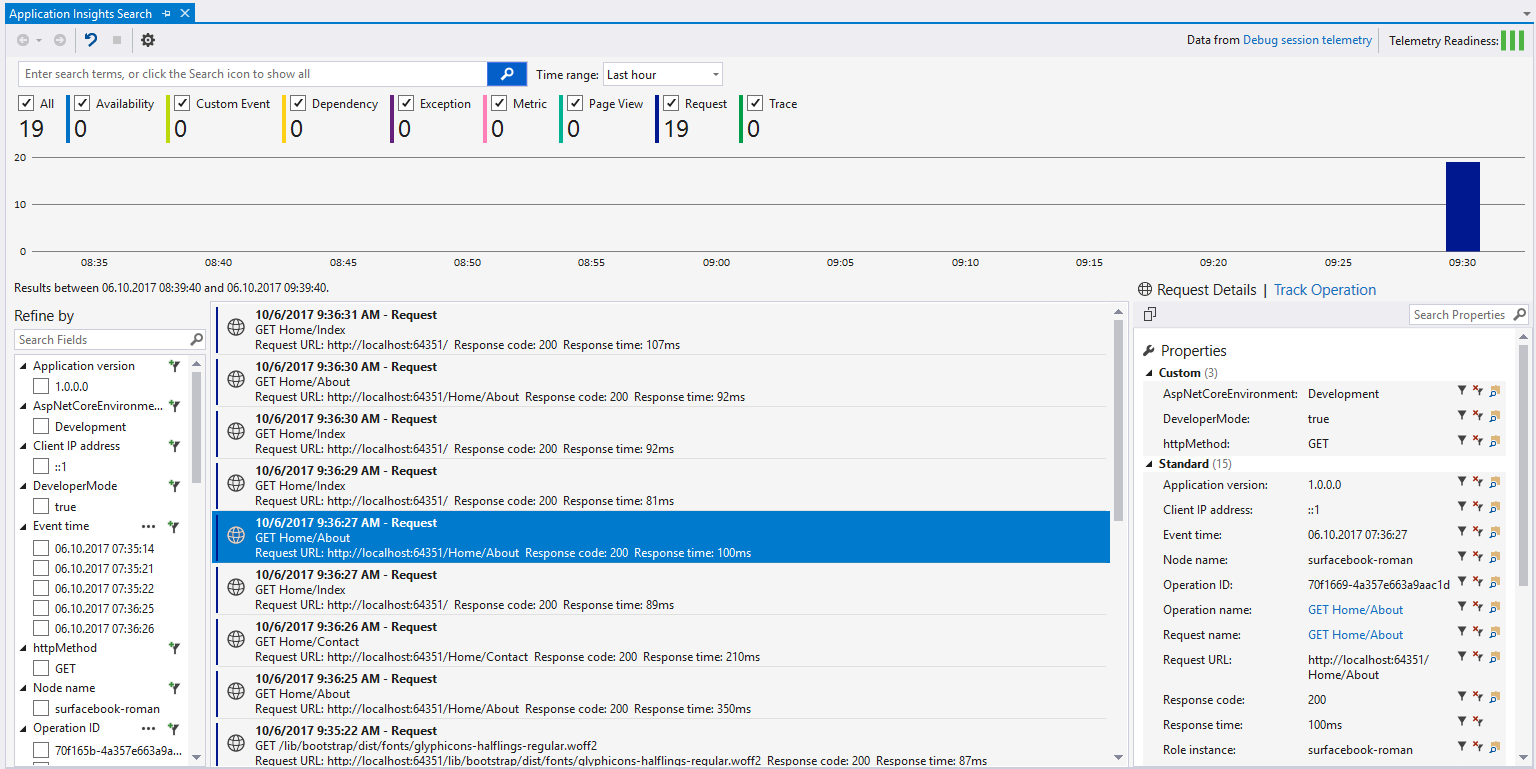 Application Insights Search
Data from Debug session telemetry
Telemetry Readiness:
Enter search terms, or click the Search icon to show all
Time range: Last hour
All Availability Custom Event Dependency Exception Metric Page View Request Trace
19 0 0 0 0 0 0 19 0
20
10
0
08:35 08:40 08:45 08:50 08:55 09:00 09:05 09:10 09:15 09:20 09:25 09:30
Results between 06.10.2017 08:39:40 and 06.10.2017 09:39:40.
Refine by
Search Fields
Application version
1.0.0.0
AspNetCoreEnvironme...
Development
Client IP address
::1
DeveloperMode
true
Event time
06.10.2017 07:35:14
06.10.2017 07:35:21
06.10.2017 07:35:22
06.10.2017 07:36:25
06.10.2017 07:36:26
httpMethod
GET
Node name
surfacebook-roman
Operation ID
70f165b-4a357e663a9a...
10/6/2017 9:36:31 AM - Request
GET Home/Index
Request URL: http://localhost:64351/ Response code: 200 Response time: 107ms
10/6/2017 9:36:30 AM - Request
GET Home/About
Request URL: http://localhost:64351/Home/About Response code: 200 Response time: 92ms
10/6/2017 9:36:30 AM - Request
GET Home/Index
Request URL: http://localhost:64351/ Response code: 200 Response time: 92ms
10/6/2017 9:36:29 AM - Request
GET Home/Index
Request URL: http://localhost:64351/ Response code: 200 Response time: 81ms
10/6/2017 9:36:27 AM - Request
GET Home/About
Request URL: http://localhost:64351/Home/About Response code: 200 Response time: 100ms
10/6/2017 9:36:27 AM - Request
GET Home/Index
Request URL: http://localhost:64351/ Response code: 200 Response time: 89ms
10/6/2017 9:36:26 AM - Request
GET Home/Contact
Request URL: http://localhost:64351/Home/Contact Response code: 200 Response time: 210ms
10/6/2017 9:36:25 AM - Request
GET Home/About
Request URL: http://localhost:64351/Home/About Response code: 200 Response time: 350ms
10/6/2017 9:35:22 AM - Request
GET /lib/bootstrap/dist/fonts/glyphicons-halflings-regular.woff2
Request URL: http://localhost:64351/lib/bootstrap/dist/fonts/glyphicons-halflings-regular.woff2 Response code: 200 Response time: 87ms
Request Details | Track Operation
Search Properties
Properties
Custom (3)
AspNetCoreEnvironment: Development
DeveloperMode: true
httpMethod: GET
Standard (15)
Application version: 1.0.0.0
Client IP address: ::1
Event time: 06.10.2017 07:36:27
Node name: surfacebook-roman
Operation ID: 70f1669-4a357e663a9aac1d
Operation name: GET Home/About
Request name: GET Home/About
Request URL: http://localhost:64351/
Home/About
Response code: 200
Response time: 100ms
Role instance: surfacebook-roman